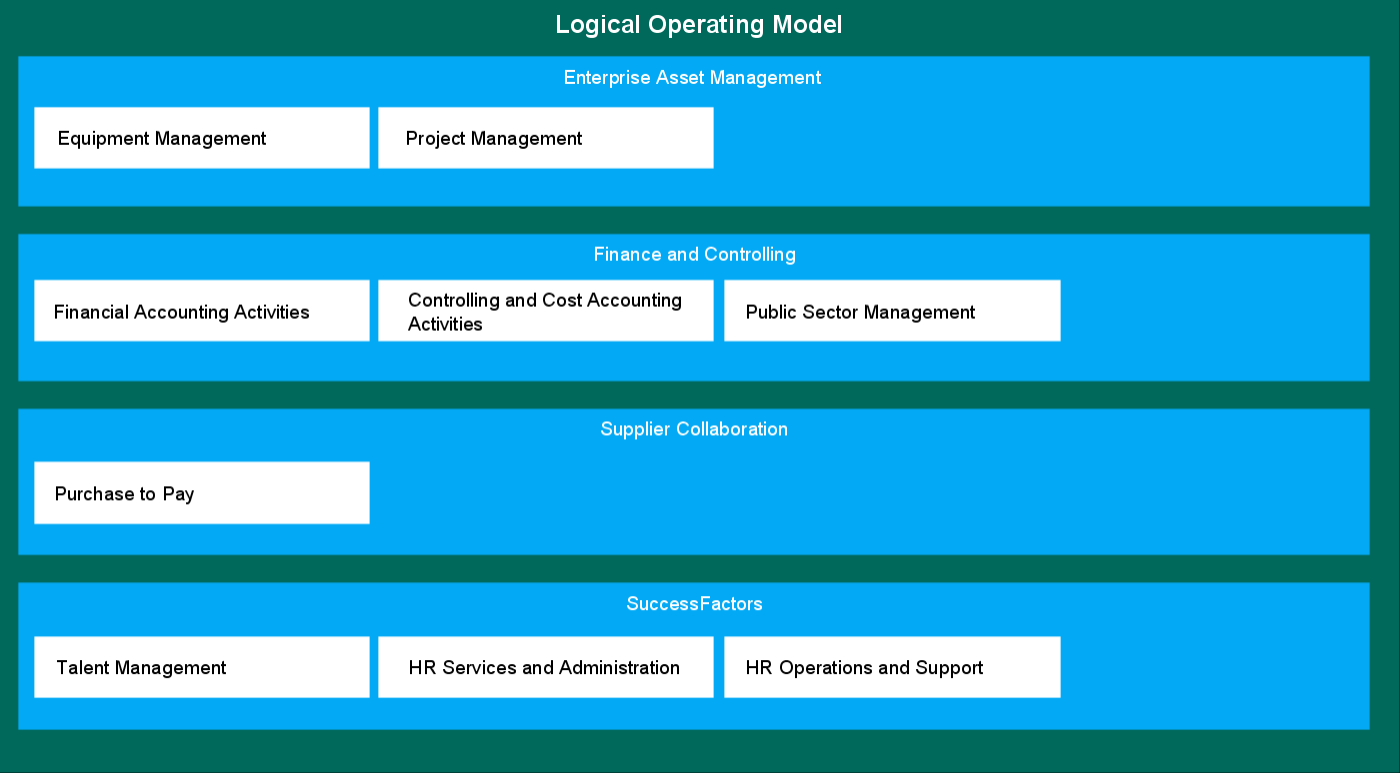 Logical Operating Model
Enterprise Asset Management
Equipment Management
Project Management
Finance and Controlling
Financial Accounting Activities
Controlling and Cost Accounting
Activities
Public Sector Management
Supplier Collaboration
Purchase to Pay
SuccessFactors
Talent Management
HR Services and Administration
HR Operations and Support